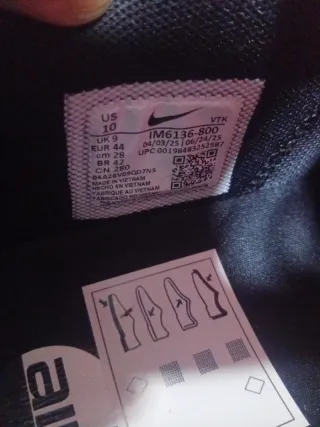 US
10
UK 9
EUR 44
cm 28
BR 42
CN 280
VTK
IM6136-800
04/03/25 06/24/25
UPC 00198483252587
MADE IN VIETNAM
HECHO EN VIETNAM
FABRIQUÉ AU VIETNAM